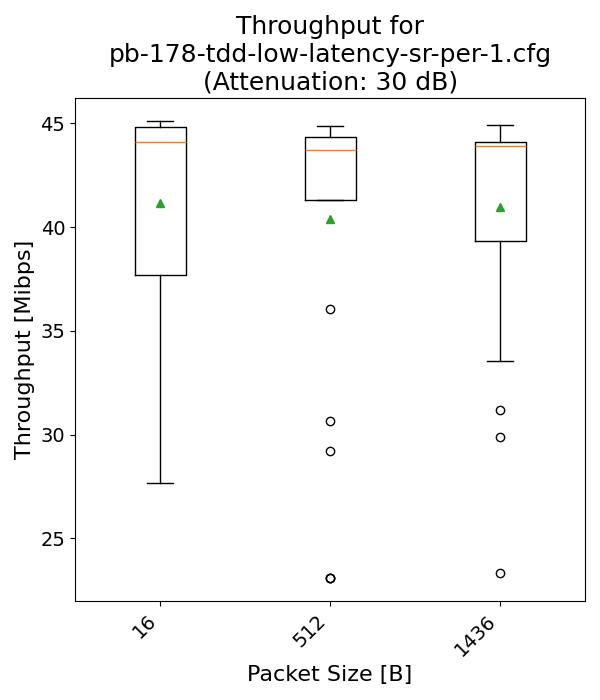 Throughput for
pb-178-tdd-low-latency-sr-per-1.cfg
(Attenuation: 30 dB)
Throughput [Mibps]
45
40
35
30
25
16
512
1436
Packet Size [B]